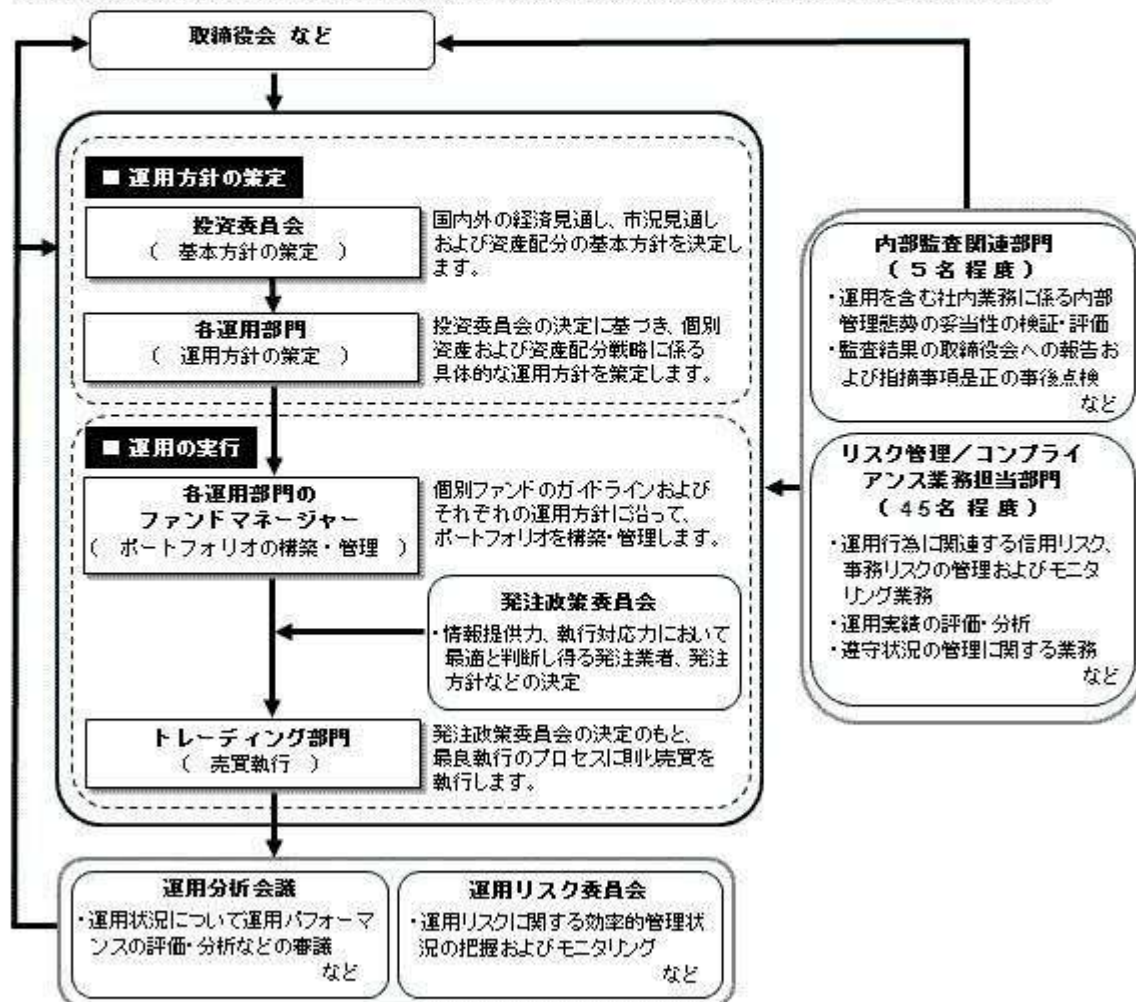 取締役会 など
■ 運用方針の策定
投資委員会
( 基本方針の策定 )
国内外の経済見通し、市況見通し
および資産配分の基本方針を決定し
ます。
各運用部門
( 運用方針の策定 )
投資委員会の決定に基づき、個別
資産および資産配分戦略に係る
具体的な運用方針を策定します。
■ 運用の実行
各運用部門の
ファンドマネージャー
( ポートフォリオの構築・管理 )
個別ファンドのガイドラインおよび
それぞれの運用方針に沿って、
ポートフォリオを構築・管理します。
発注政策委員会
・情報提供力、執行対応力において
最適と判断し得る発注業者、発注
方針などの決定
トレーディング部門
( 売買執行 )
発注政策委員会の決定のもと、
最良執行のプロセスに則り売買を
執行します。
内部監査関連部門
( 5名程度 )
・運用を含む社内業務に係る内部
管理態勢の妥当性の検証・評価
・監査結果の取締役会への報告お
よび指摘事項是正の事後点検
など
リスク管理／コンプライ
アンス業務担当部門
( 45名程度 )
・運用行為に関連する信用リスク、
事務リスクの管理およびモニタ
リング業務
・運用実績の評価・分析
・遵守状況の管理に関する業務
など
運用分析会議
・運用状況について運用パフォーマ
ンスの評価・分析などの審議
など
運用リスク委員会
・運用リスクに関する効率的管理状
況の把握およびモニタリング
など